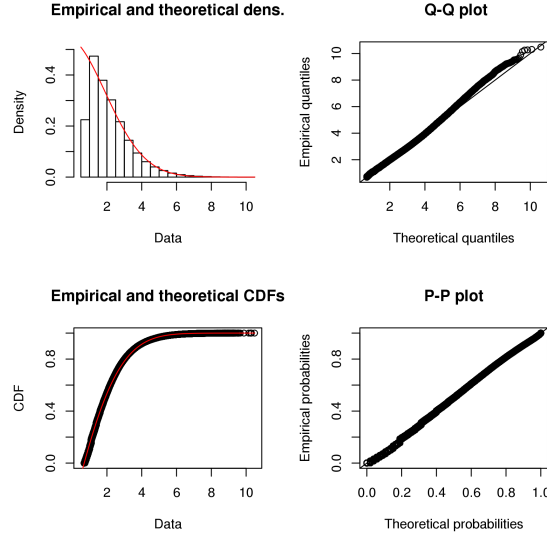 Empirical and theoretical dens.
Density
0.0 0.2 0.4
2 4 6 8 10
Data
Q-Q plot
Empirical quantiles
2 4 6 8 10
2 4 6 8 10
Theoretical quantiles
Empirical and theoretical CDFs
CDF
0.0 0.4 0.8
2 4 6 8 10
Data
P-P plot
Empirical probabilities
0.0 0.4 0.8
0.0 0.2 0.4 0.6 0.8 1.0
Theoretical probabilities